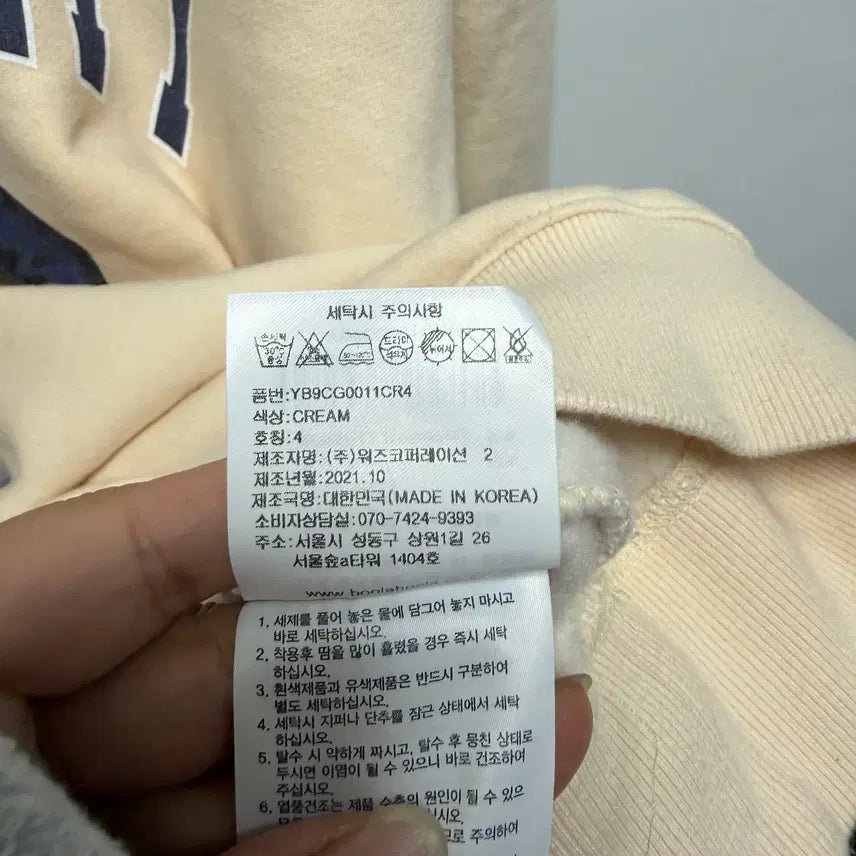 세탁시 주의사항
손세탁
30℃
중성
드라이
뉘어서
품번:YB9CG0011CR4
색상:CREAM
호칭:4
제조자명:(주)워즈코퍼레이션 2
제조년월:2021.10
제조국명:대한민국(MADE IN KOREA)
소비자상담실:070-7424-9393
주소:서울시 성동구 상원1길 26
서울숲a타워 1404호
1. 세제를 풀어 놓은 물에 담그어 놓지 마시고
바로 세탁하십시오.
2. 착용후 땀을 많이 흘렸을 경우 즉시 세탁
하십시오.
3. 흰색제품과 유색제품은 반드시 구분하여
별도 세탁하십시오.
4. 세탁시 지퍼나 단추를 잠근 상태에서 세탁
하십시오.
5. 탈수 시 약하게 짜시고, 탈수 후 뭉친 상태로
두시면 이염이 될 수 있으니 바로 건조하여
주십시오.
6. 열풍건조는 제품 수축의 원인이 될 수 있으
므로 주의하여